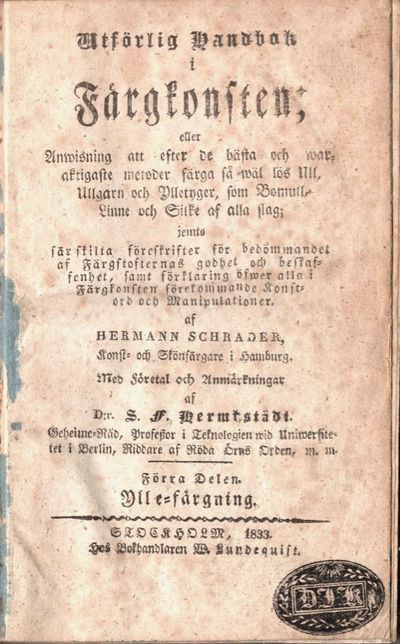 Utförlig Handbok
i
Färgkonsten;
eller
Anwisning att efter de bästa och war-
aktigaste metoder färga så wäl lös Ull,
Ullgarn och Ylletyger, som Bomull,
Linne och Silke af alla slag;
jemte
särskilta föreskrifter för bedömmandet
af Färgstofternas godhet och beskaf-
fenhet, samt förklaring öfwer alla i
Färgkonsten förekommande Konst-
ord och Manipulationer.
af
HERMANN SCHRADER,
Konst- och Skönfärgare i Hamburg.
Med Företal och Anmärkningar
af
D:r. S. F. Hermbstädt.
Geheime-Råd, Profeßor i Teknologien wid Uniwersite-
tet i Berlin, Riddare af Röda Örns Orden, m. m.
Förra Delen.
Ylle-färgning.
STOCKHOLM, 1833.
Hos Bokhandlaren W. Lundequist.
DJK